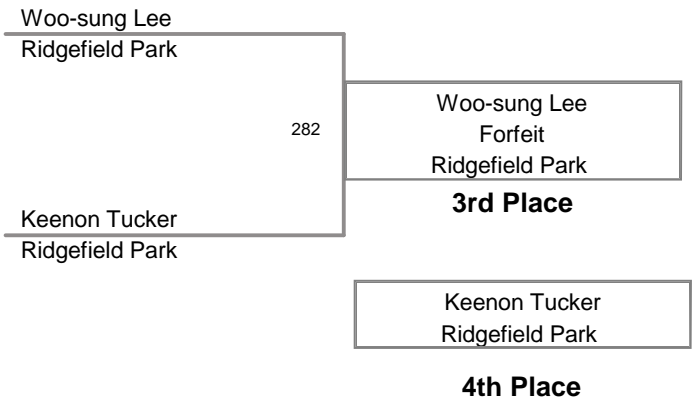 Woo-sung Lee
Ridgefield Park
282
Woo-sung Lee
Forfeit
Ridgefield Park
3rd Place
Keenon Tucker
Ridgefield Park
Keenon Tucker
Ridgefield Park
4th Place